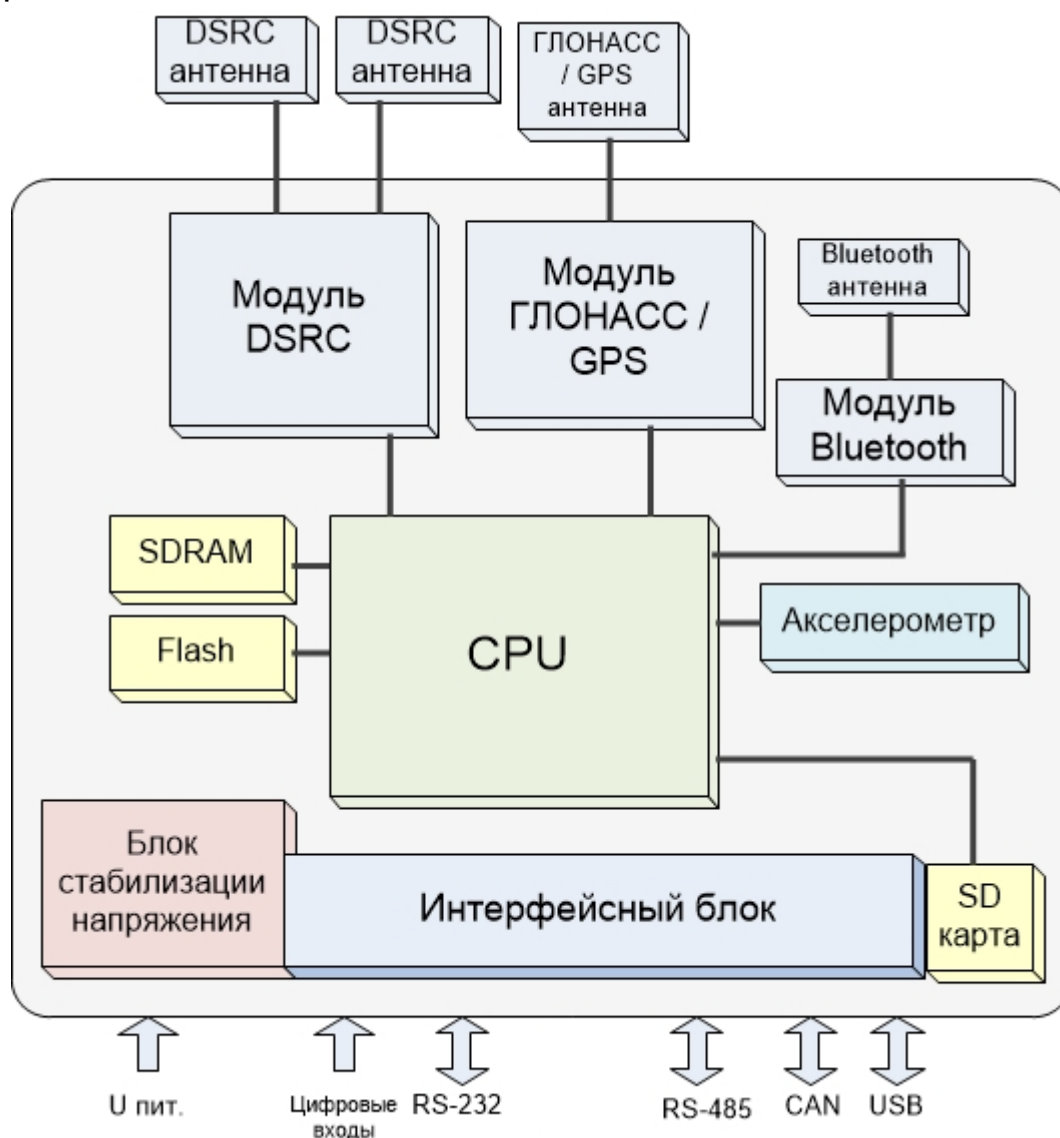 DSRC
антенна
DSRC
антенна
ГЛОНАСС
/ GPS
антенна
Модуль
DSRC
Модуль
ГЛОНАСС /
GPS
Bluetooth
антенна
Модуль
Bluetooth
SDRAM
Flash
CPU
Акселерометр
Блок
стабилизации
напряжения
Интерфейсный блок
SD
карта
U пит.
Цифровые
входы
RS-232
RS-485
CAN
USB